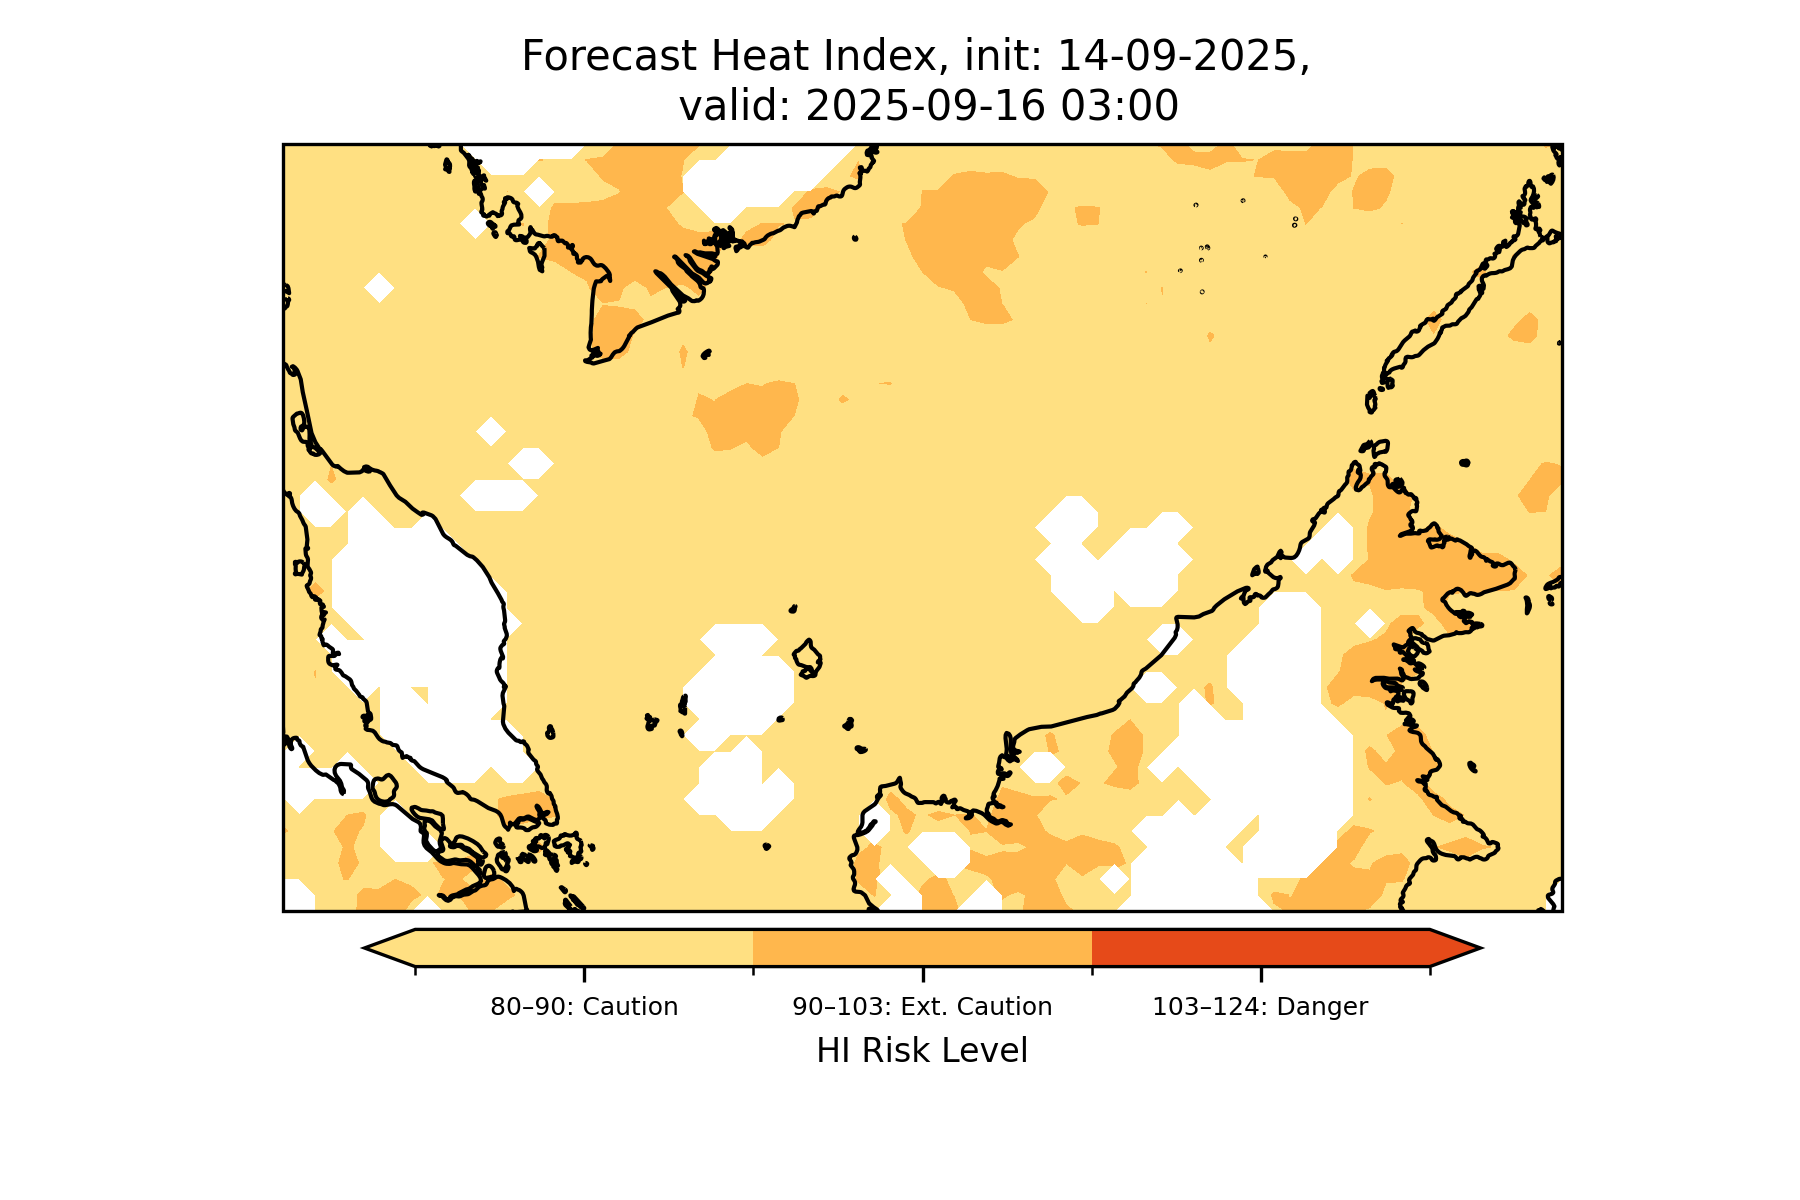 Forecast Heat Index, init: 14-09-2025,
valid: 2025-09-16 03:00
80–90: Caution
90–103: Ext. Caution
103–124: Danger
HI Risk Level